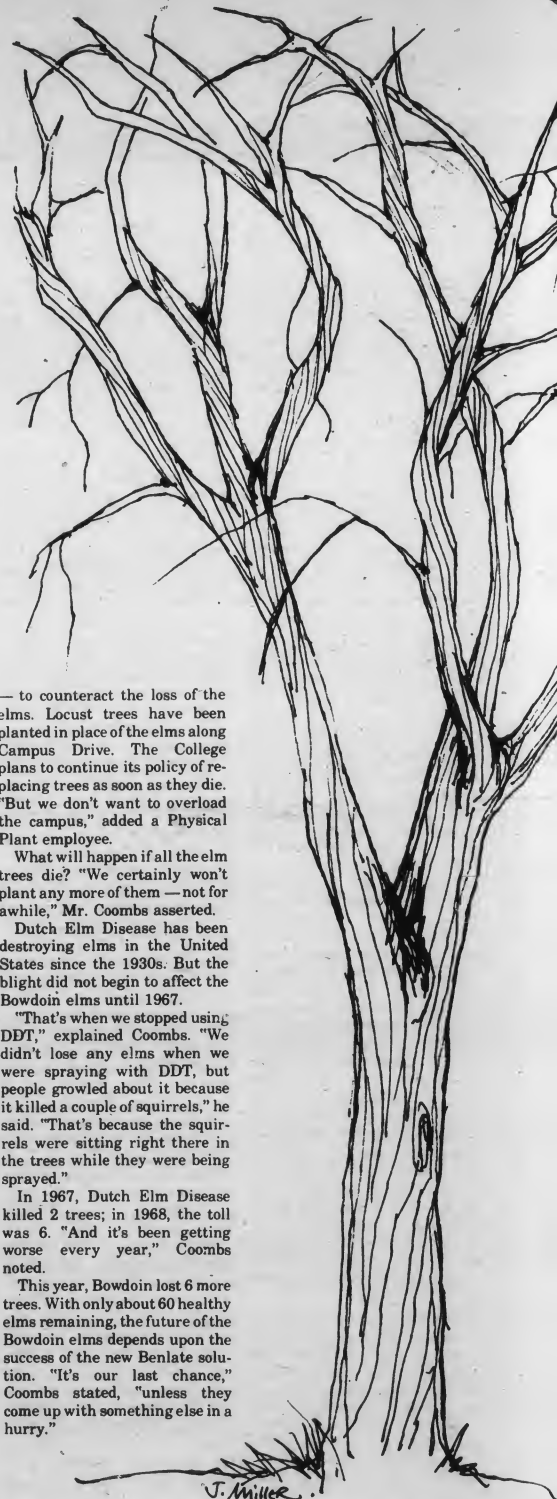 — to counteract the loss of the
elms. Locust trees have been
planted in place of the elms along
Campus Drive. The College
plans to continue its policy of re-
placing trees as soon as they die.
"But we don't want to overload
the campus," added a Physical
Plant employee.
What will happen if all the elm
trees die? "We certainly won't
plant any more of them — not for
awhile," Mr. Coombs asserted.
Dutch Elm Disease has been
destroying elms in the United
States since the 1930s. But the
blight did not begin to affect the
Bowdoin elms until 1967.
"That's when we stopped using
DDT," explained Coombs. "We
didn't lose any elms when we
were spraying with DDT, but
people growled about it because
it killed a couple of squirrels," he
said. "That's because the squir-
rels were sitting right there in
the trees while they were being
sprayed."
In 1967, Dutch Elm Disease
killed 2 trees; in 1968, the toll
was 6. "And it's been getting
worse every year," Coombs
noted.
This year, Bowdoin lost 6 more
trees. With only about 60 healthy
elms remaining, the future of the
Bowdoin elms depends upon the
success of the new Benlate solu-
tion. "It's our last chance,"
Coombs stated, "unless they
come up with something else in a
hurry."
J. Miller